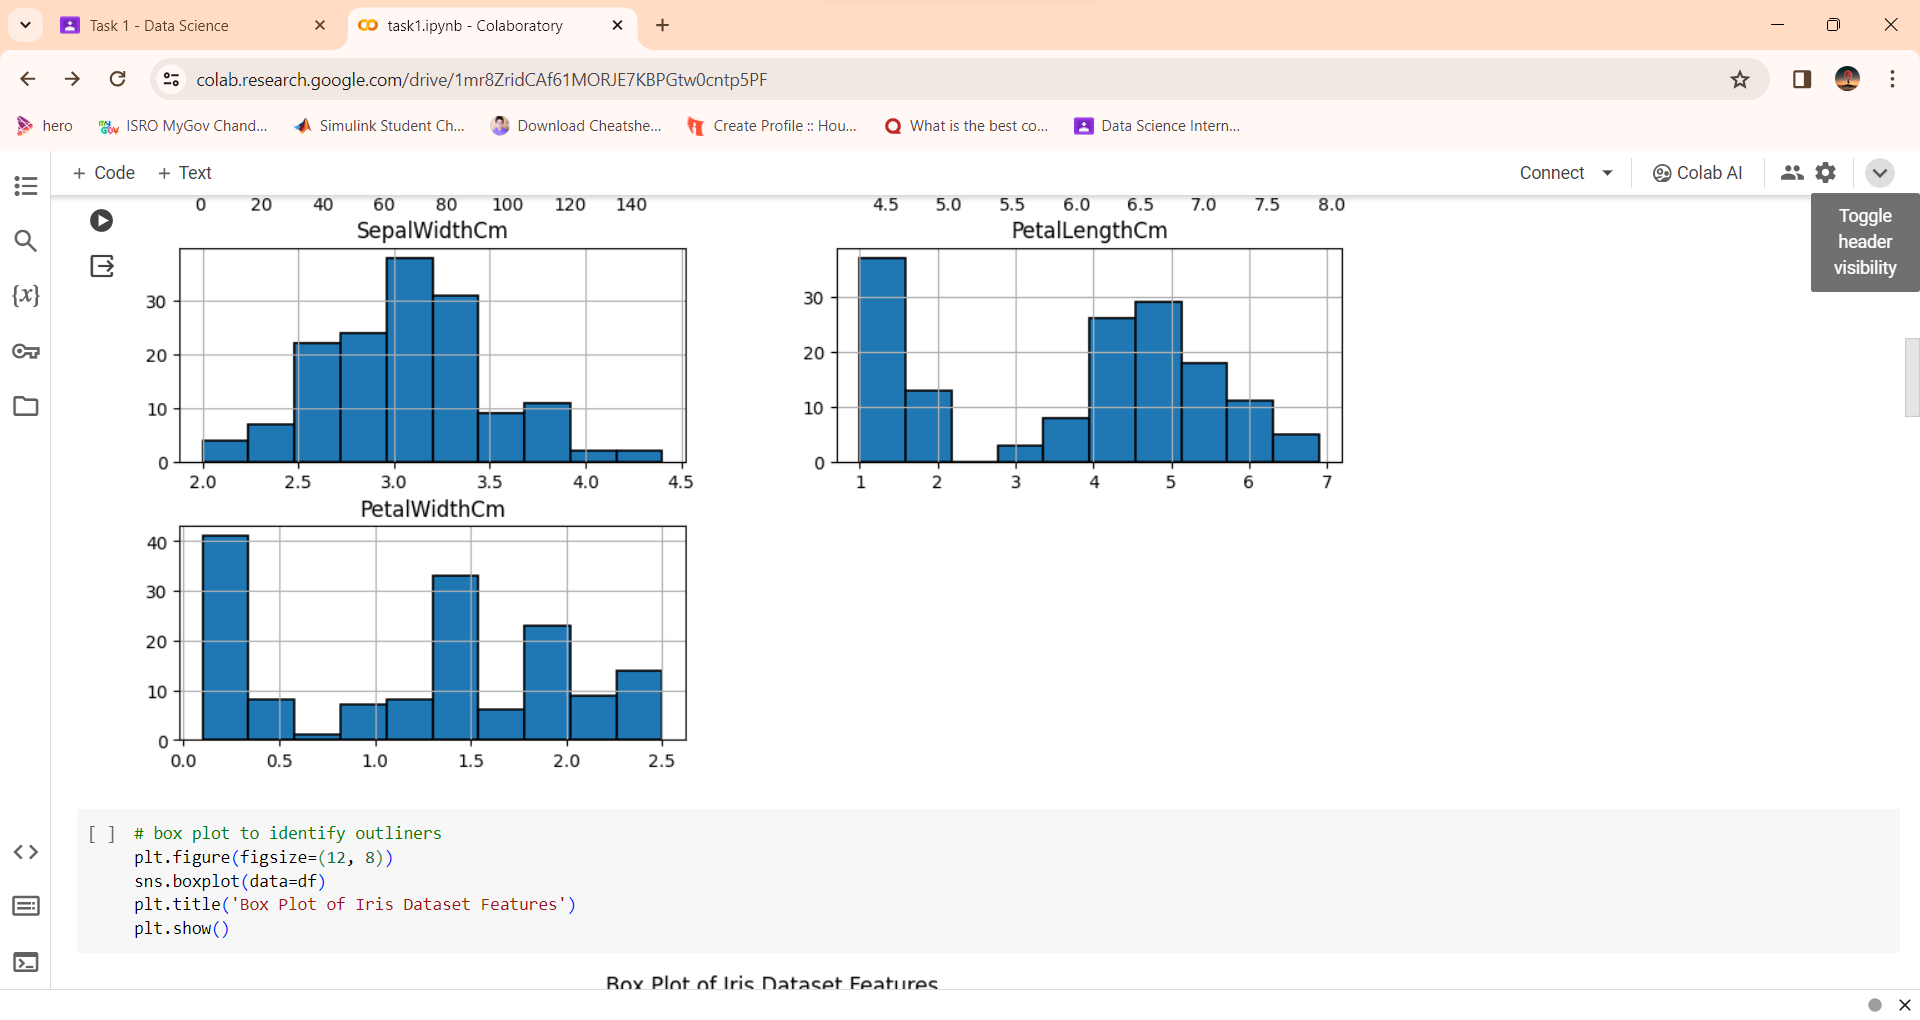 Task 1 - Data Science
task1.ipynb - Colaboratory
colab.research.google.com/drive/1mr8ZridCAf61MORJE7KBPGtw0cntp5PF
hero
ISRO MyGov Chand...
Simulink Student Ch...
Download Cheatshe...
Create Profile :: Hou...
What is the best co...
Data Science Intern...
+ Code + Text
Connect
Colab AI
Toggle
header
visibility
0 20 40 60 80 100 120 140
4.5 5.0 5.5 6.0 6.5 7.0 7.5 8.0
SepalWidthCm
30
20
10
0
2.0 2.5 3.0 3.5 4.0 4.5
PetalLengthCm
30
20
10
0
1 2 3 4 5 6 7
PetalWidthCm
40
30
20
10
0
0.0 0.5 1.0 1.5 2.0 2.5
[ ] # box plot to identify outliners
plt.figure(figsize=(12, 8))
sns.boxplot(data=df)
plt.title('Box Plot of Iris Dataset Features')
plt.show()
Box Plot of Iris Dataset Features